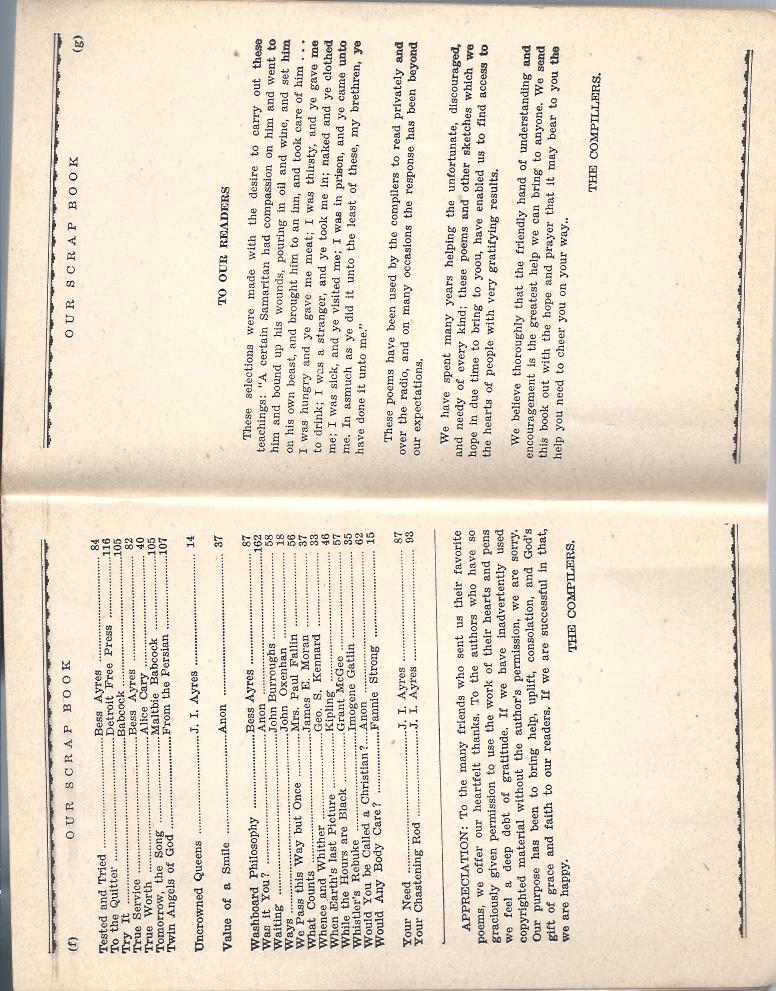 (f) OUR SCRAP BOOK
Tested and Tried ........ Bess Ayres ........ 84
To the Quitter ........ Detroit Free Press ........ 116
Try It ........ Babcock ........ 105
True Service ........ Bess Ayres ........ 82
True Worth ........ Alice Cary ........ 40
Tomorrow, the Song ........ Maltbie Babcock ........ 105
Twin Angels of God ........ From the Persian ........ 107
Uncrowned Queens ........ J. I. Ayres ........ 14
Value of a Smile ........ Anon ........ 37
Washboard Philosophy ........ Bess Ayres ........ 87
Was it You? ........ Anon ........ 162
Waiting ........ John Burroughs ........ 58
Ways ........ John Oxenhan ........ 18
We Pass this Way but Once ........ Mrs. Paul Fallin ........ 56
What Counts ........ James E. Moran ........ 37
Whence and Whither ........ Geo. S. Kennard ........ 33
When Earth's last Picture ........ Kipling ........ 46
While the Hours are Black ........ Grant McGee ........ 57
Whistler's Rebuke ........ Imogene Gatlin ........ 35
Would You be Called a Christian? ........ Anon ........ 62
Would Any Body Care? ........ Fannie Strong ........ 15
Your Need ........ J. I. Ayres ........ 87
Your Chastening Rod ........ J. I. Ayres ........ 93
APPRECIATION: To the many friends who sent us their favorite
poems, we offer our heartfelt thanks. To the authors who have so
graciously given permission to use the work of their hearts and pens
we feel a deep debt of gratitude. If we have inadvertently used
copyrighted material without the author's permission, we are sorry.
Our purpose has been to bring help, uplift, consolation, and God's
gift of grace and faith to our readers. If we are successful in that,
we are happy.
THE COMPILERS.
OUR SCRAP BOOK (g)
TO OUR READERS
These selections were made with the desire to carry out these
teachings: "A certain Samaritan had compassion on him and went to
him and bound up his wounds, pouring in oil and wine, and set him
on his own beast, and brought him to an inn, and took care of him . . .
I was hungry and ye gave me meat; I was thirsty, and ye gave me
to drink; I was a stranger, and ye took me in; naked and ye clothed
me; I was sick, and ye visited me; I was in prison, and ye came unto
me. In asmuch as ye did it unto the least of these, my brethren, ye
have done it unto me."
These poems have been used by the compilers to read privately and
over the radio, and on many occasions the response has been beyond
our expectations.
We have spent many years helping the unfortunate, discouraged,
and needy of every kind; these poems and other sketches which we
hope in due time to bring to yoou, have enabled us to find access to
the hearts of people with very gratifying results.
We believe thoroughly that the friendly hand of understanding and
encouragement is the greatest help we can bring to anyone. We send
this book out with the hope and prayer that it may bear to you the
help you need to cheer you on your way..
THE COMPILLERS.